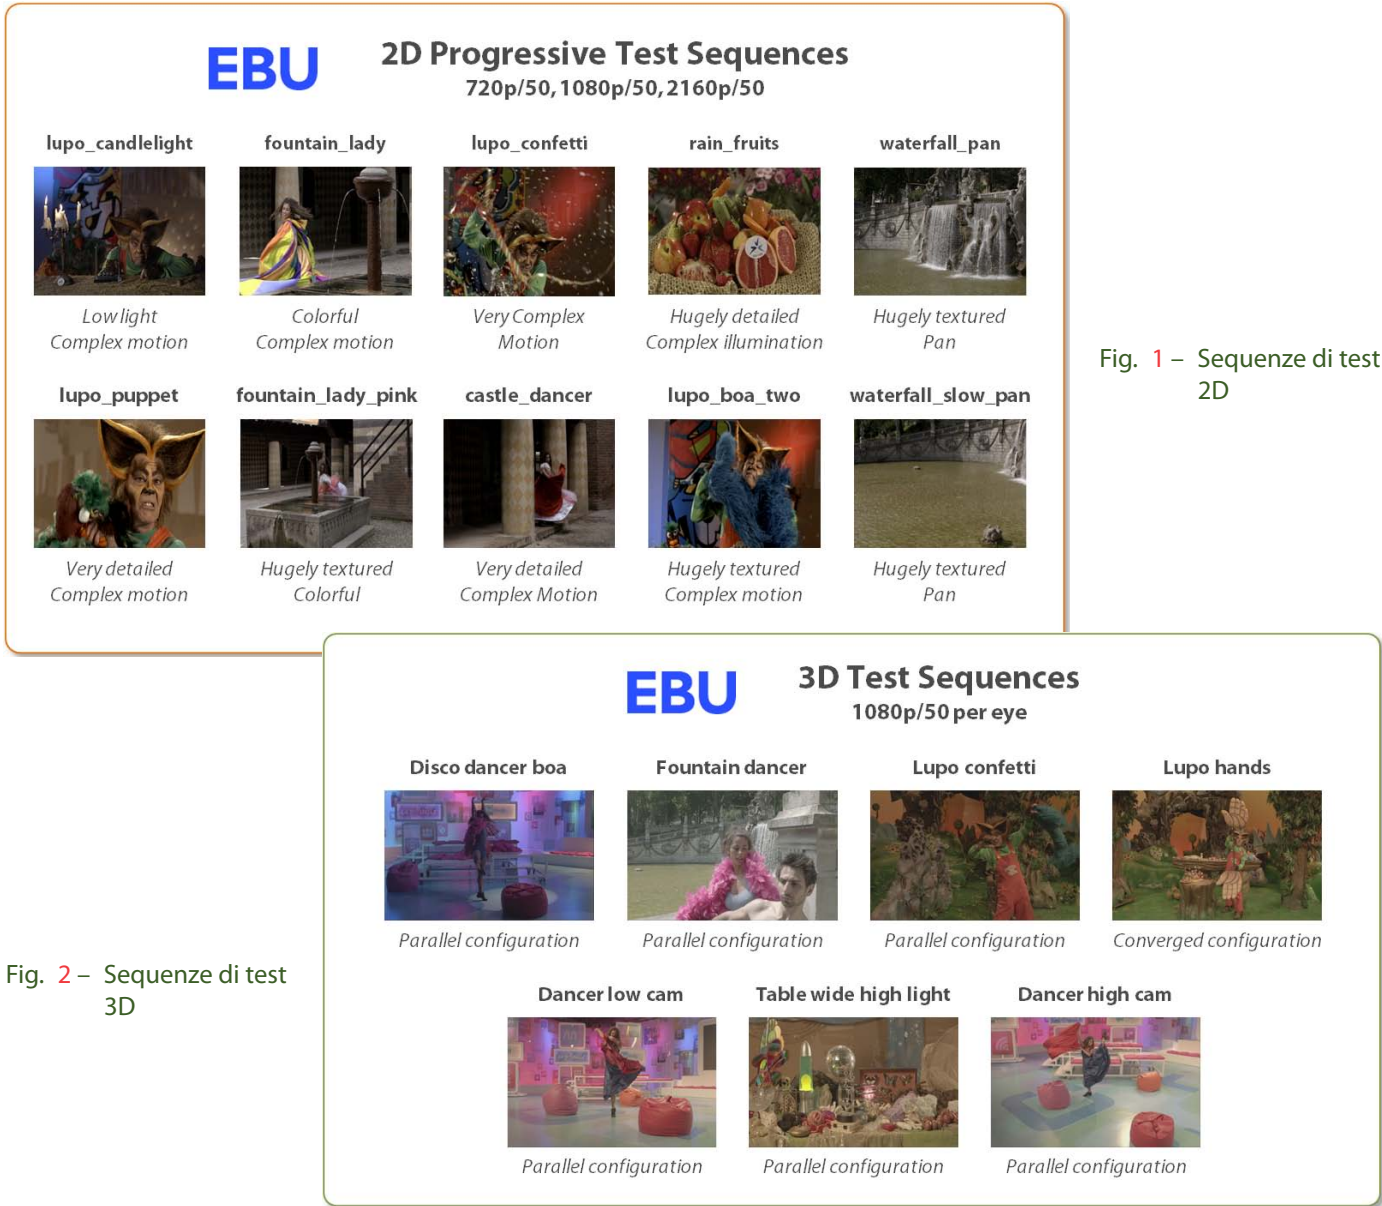 EBU
2D Progressive Test Sequences
720p/50, 1080p/50, 2160p/50
lupo_candlelight
fountain_lady
lupo_confetti
rain_fruits
waterfall_pan
Low light
Complex motion
Colorful
Complex motion
Very Complex
Motion
Hugely detailed
Complex illumination
Hugely textured
Pan
lupo_puppet
fountain_lady_pink
castle_dancer
lupo_boa_two
waterfall_slow_pan
Very detailed
Complex motion
Hugely textured
Colorful
Very detailed
Complex Motion
Hugely textured
Complex motion
Hugely textured
Pan
Fig. 1 – Sequenze di test
2D
EBU
3D Test Sequences
1080p/50 per eye
Disco dancer boa
Fountain dancer
Lupo confetti
Lupo hands
Parallel configuration
Parallel configuration
Parallel configuration
Converged configuration
Dancer low cam
Table wide high light
Dancer high cam
Parallel configuration
Parallel configuration
Parallel configuration
Fig. 2 – Sequenze di test
3D